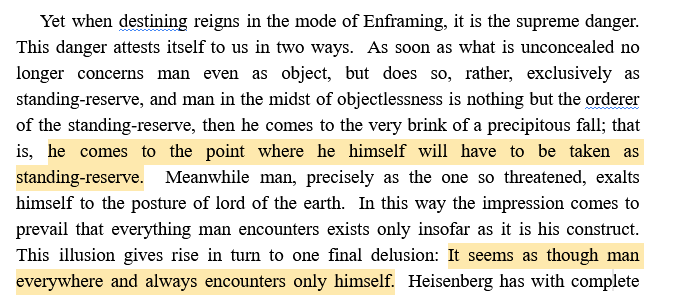 Yet when destining reigns in the mode of Enframing, it is the supreme danger.
This danger attests itself to us in two ways. As soon as what is unconcealed no
longer concerns man even as object, but does so, rather, exclusively as
standing-reserve, and man in the midst of objectlessness is nothing but the orderer
of the standing-reserve, then he comes to the very brink of a precipitous fall; that
is, he comes to the point where he himself will have to be taken as
standing-reserve. Meanwhile man, precisely as the one so threatened, exalts
himself to the posture of lord of the earth. In this way the impression comes to
prevail that everything man encounters exists only insofar as it is his construct.
This illusion gives rise in turn to one final delusion: It seems as though man
everywhere and always encounters only himself. Heisenberg has with complete